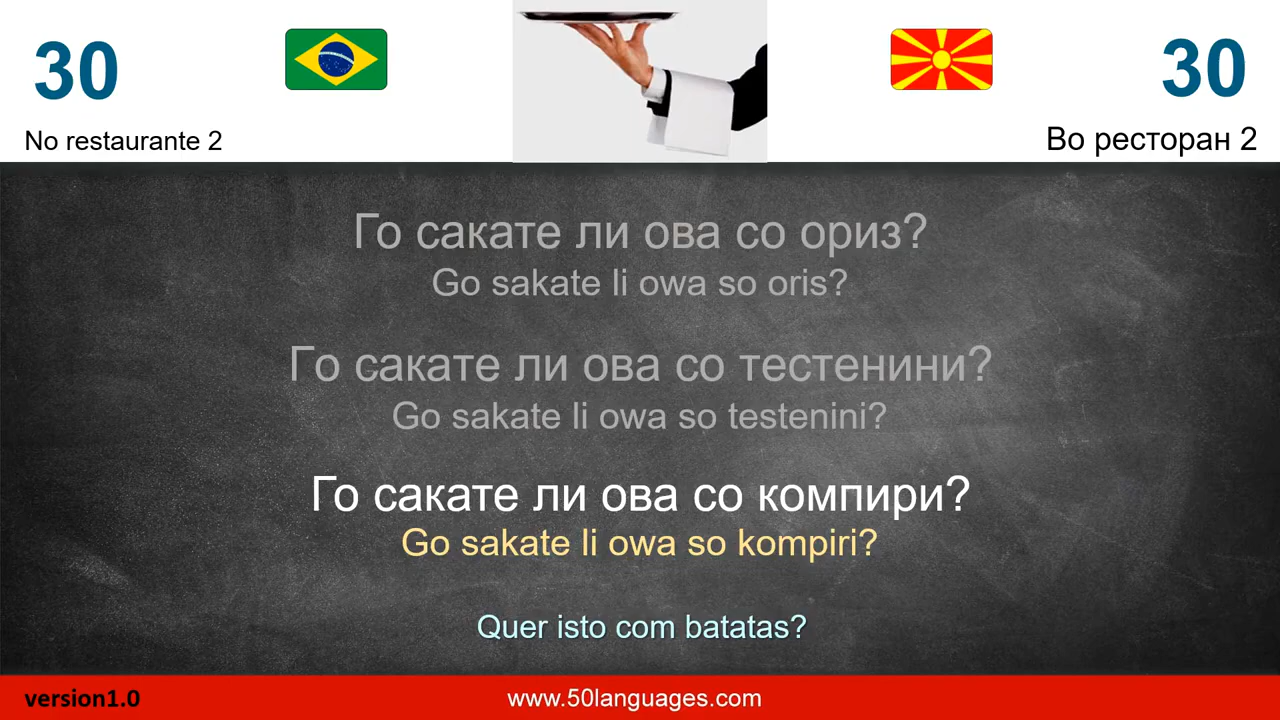 30
30
No restaurante 2
Во ресторан 2
Го сакате ли ова со ориз?
Go sakate li owa so oris?
Го сакате ли ова со тестенини?
Go sakate li owa so testenini?
Го сакате ли ова со компири?
Go sakate li owa so kompiri?
Quer isto com batatas?
version1.0
www.50languages.com